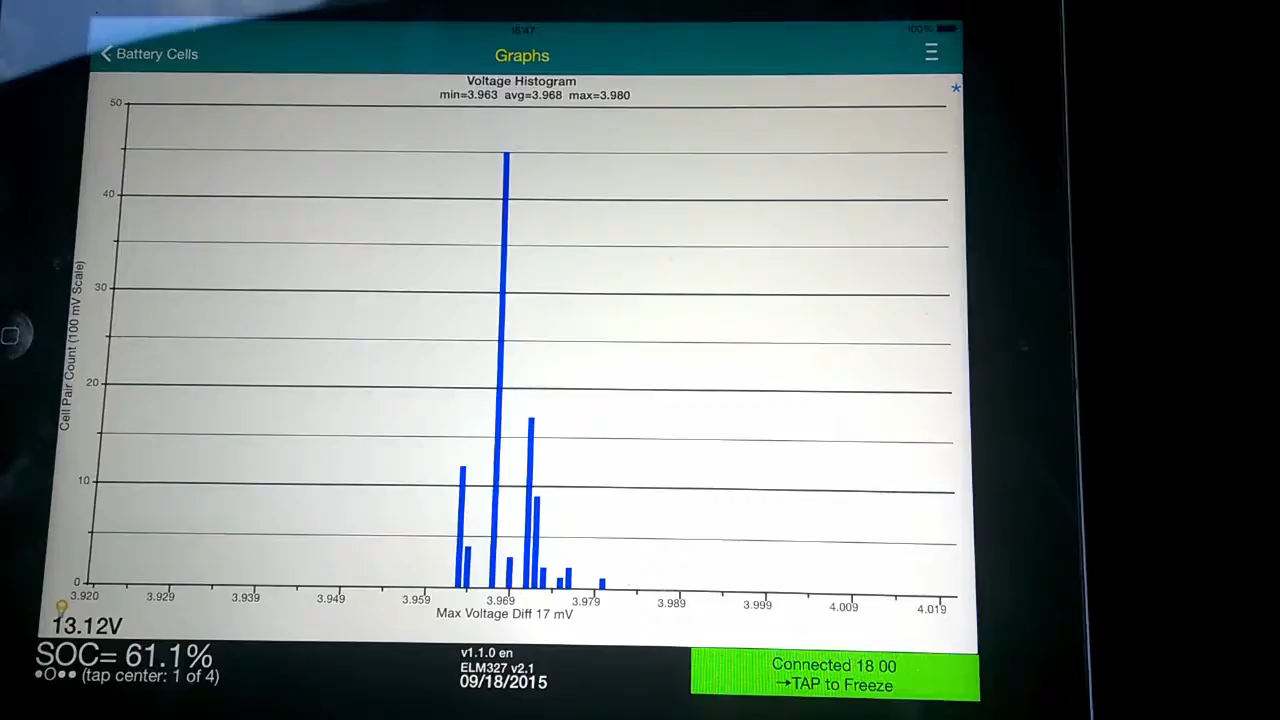 16:47
100%
Battery Cells
Graphs
Voltage Histogram
min=3.963 avg=3.968 max=3.980
50
40
30
20
10
0
Cell Pair Count (100 mV Scale)
3.920 3.929 3.939 3.949 3.959 3.969 3.979 3.989 3.999 4.009 4.019
Max Voltage Diff 17 mV
13.12V
SOC= 61.1%
(tap center: 1 of 4)
v1.1.0 en
ELM327 v2.1
09/18/2015
Connected 18 00
→TAP to Freeze